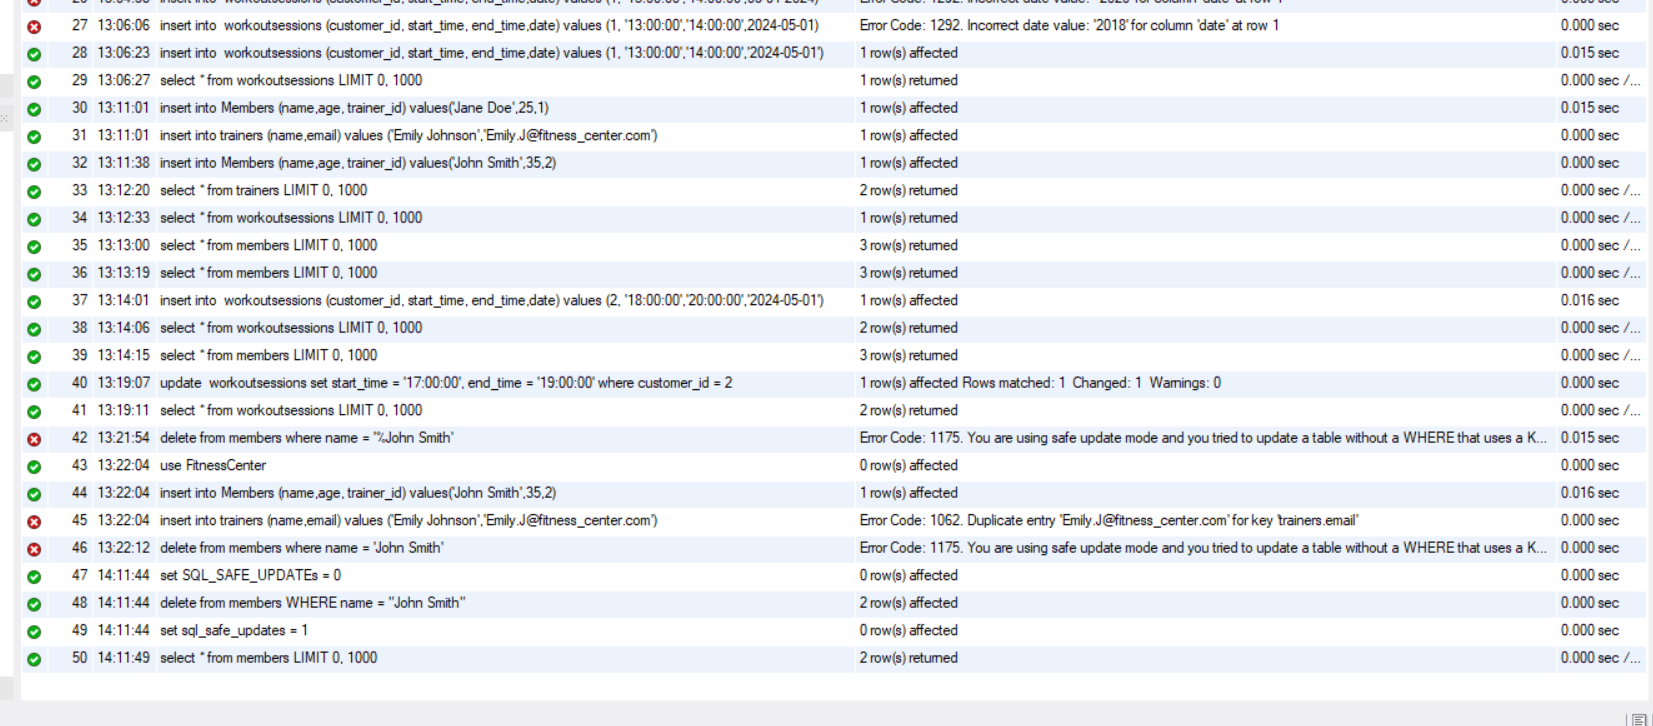 27 13:06:06 insert into  workoutsessions (customer_id, start_time, end_time,date) values (1, '13:00:00','14:00:00',2024-05-01) Error Code: 1292. Incorrect date value: '2018' for column 'date' at row 1 0.000 sec
28 13:06:23 insert into  workoutsessions (customer_id, start_time, end_time,date) values (1, '13:00:00','14:00:00','2024-05-01') 1 row(s) affected 0.015 sec
29 13:06:27 select * from workoutsessions LIMIT 0, 1000 1 row(s) returned 0.000 sec /...
30 13:11:01 insert into Members (name,age, trainer_id) values('Jane Doe',25,1) 1 row(s) affected 0.015 sec
31 13:11:01 insert into trainers (name,email) values ('Emily Johnson','Emily.J@fitness_center.com') 1 row(s) affected 0.000 sec
32 13:11:38 insert into Members (name,age, trainer_id) values('John Smith',35,2) 1 row(s) affected 0.000 sec
33 13:12:20 select * from trainers LIMIT 0, 1000 2 row(s) returned 0.000 sec /...
34 13:12:33 select * from workoutsessions LIMIT 0, 1000 1 row(s) returned 0.000 sec /...
35 13:13:00 select * from members LIMIT 0, 1000 3 row(s) returned 0.000 sec /...
36 13:13:19 select * from members LIMIT 0, 1000 3 row(s) returned 0.000 sec /...
37 13:14:01 insert into  workoutsessions (customer_id, start_time, end_time,date) values (2, '18:00:00','20:00:00','2024-05-01') 1 row(s) affected 0.016 sec
38 13:14:06 select * from workoutsessions LIMIT 0, 1000 2 row(s) returned 0.000 sec /...
39 13:14:15 select * from members LIMIT 0, 1000 3 row(s) returned 0.000 sec /...
40 13:19:07 update  workoutsessions set start_time = '17:00:00', end_time = '19:00:00' where customer_id = 2 1 row(s) affected Rows matched: 1  Changed: 1  Warnings: 0 0.000 sec
41 13:19:11 select * from workoutsessions LIMIT 0, 1000 2 row(s) returned 0.000 sec /...
42 13:21:54 delete from members where name = '%John Smith' Error Code: 1175. You are using safe update mode and you tried to update a table without a WHERE that uses a K... 0.015 sec
43 13:22:04 use FitnessCenter 0 row(s) affected 0.000 sec
44 13:22:04 insert into Members (name,age, trainer_id) values('John Smith',35,2) 1 row(s) affected 0.016 sec
45 13:22:04 insert into trainers (name,email) values ('Emily Johnson','Emily.J@fitness_center.com') Error Code: 1062. Duplicate entry 'Emily.J@fitness_center.com' for key 'trainers.email' 0.000 sec
46 13:22:12 delete from members where name = 'John Smith' Error Code: 1175. You are using safe update mode and you tried to update a table without a WHERE that uses a K... 0.000 sec
47 14:11:44 set SQL_SAFE_UPDATEs = 0 0 row(s) affected 0.000 sec
48 14:11:44 delete from members WHERE name = "John Smith" 2 row(s) affected 0.000 sec
49 14:11:44 set sql_safe_updates = 1 0 row(s) affected 0.000 sec
50 14:11:49 select * from members LIMIT 0, 1000 2 row(s) returned 0.000 sec /...